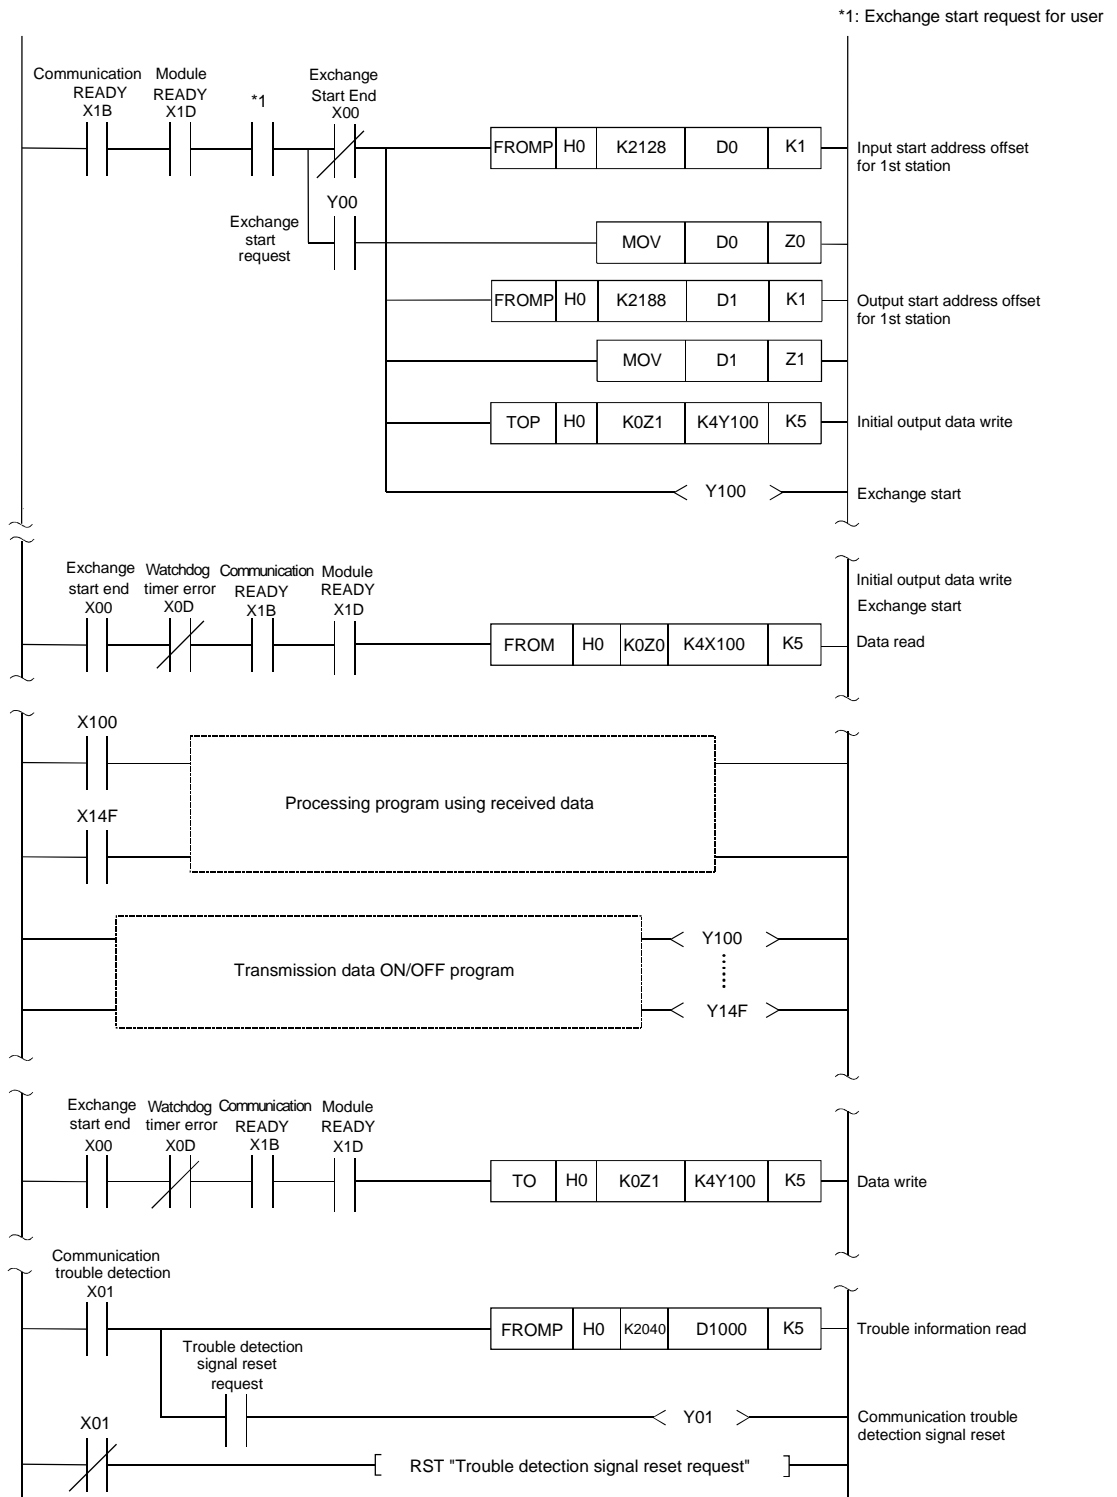 *1: Exchange start request for user
Communication
READY
X1B
Module
READY
X1D
*1
Exchange
Start End
X00
FROMP H0 K2128 D0 K1
Input start address offset
for 1st station
Y00
Exchange
start
request
MOV D0 Z0
FROMP H0 K2188 D1 K1
Output start address offset
for 1st station
MOV D1 Z1
TOP H0 K0Z1 K4Y100 K5
Initial output data write
Y100
Exchange start
Exchange
start end
X00
Watchdog
timer error
X0D
Communication
READY
X1B
Module
READY
X1D
Initial output data write
Exchange start
FROM H0 K0Z0 K4X100 K5
Data read
X100
Processing program using received data
X14F
Transmission data ON/OFF program
Y100
Y14F
Exchange
start end
X00
Watchdog
timer error
X0D
Communication
READY
X1B
Module
READY
X1D
TO H0 K0Z1 K4Y100 K5
Data write
Communication
trouble detection
X01
FROMP H0 K2040 D1000 K5
Trouble information read
Trouble detection
signal reset
request
Y01
Communication trouble
detection signal reset
X01
RST "Trouble detection signal reset request"